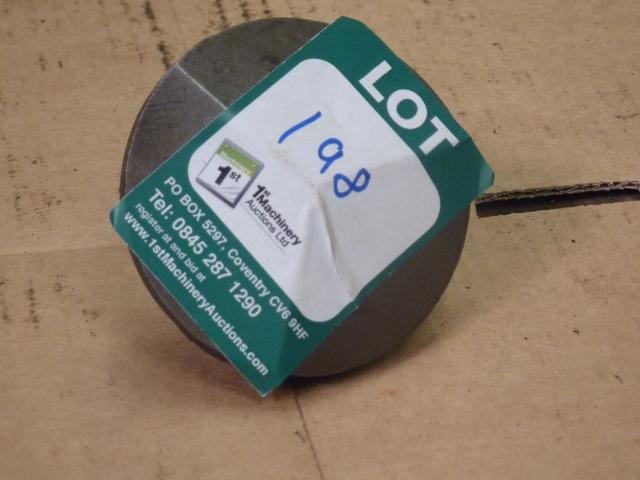 LOT
198
1st
1st Machinery
Auctions Ltd
PO BOX 5297, Coventry CV6 9HF
Tel: 0845 287 1290
register at and bid at
www.1stMachineryAuctions.com